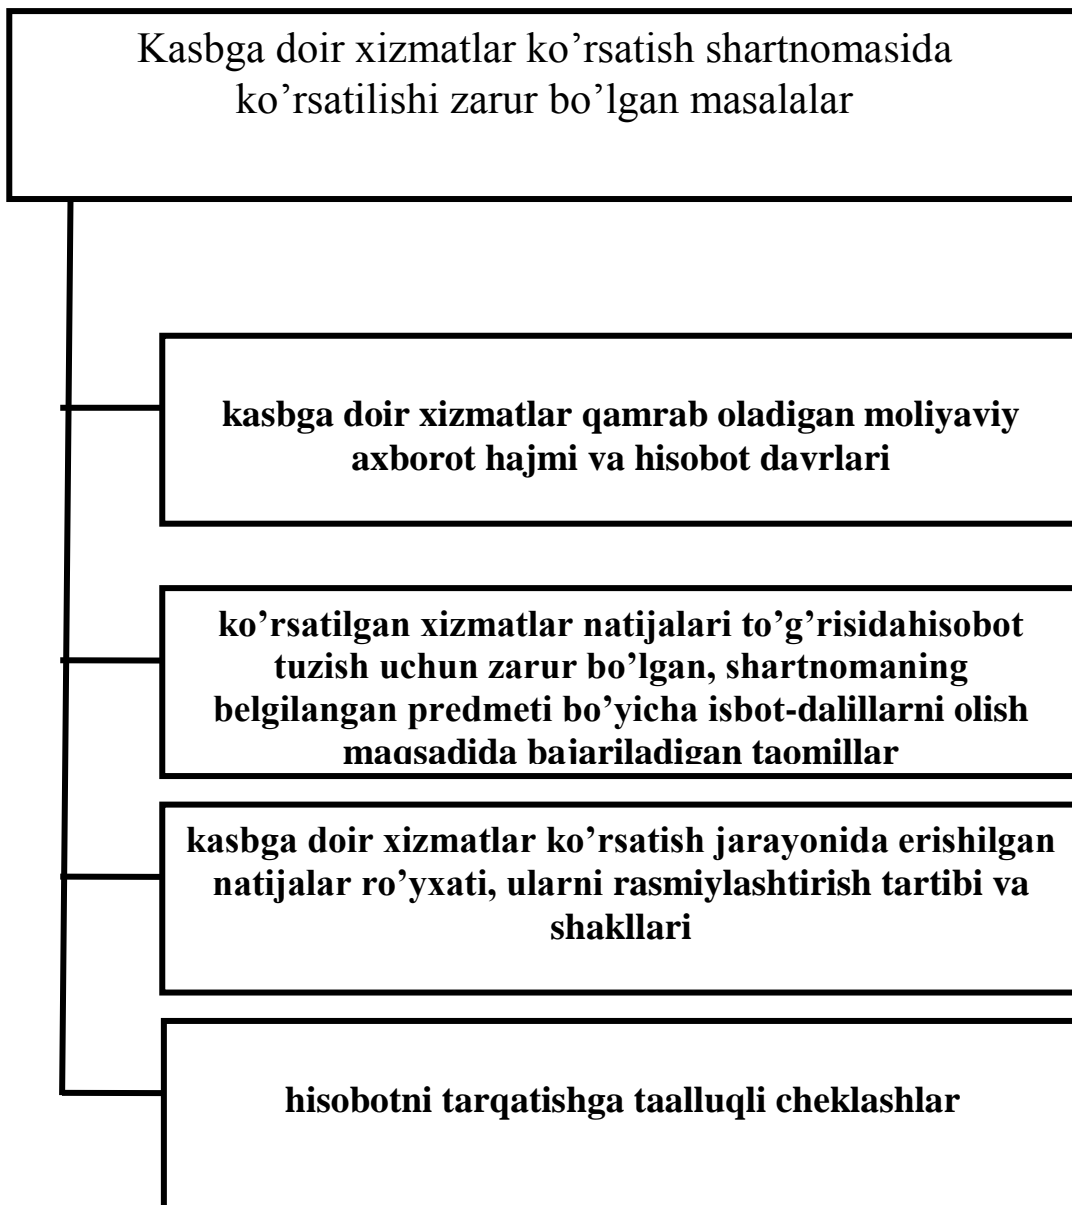 Kasbga doir xizmatlar ko’rsatish shartnomasida
ko’rsatilishi zarur bo’lgan masalalar
kasbga doir xizmatlar qamrab oladigan moliyaviy
axborot hajmi va hisobot davrlari
ko’rsatilgan xizmatlar natijalari to’g’risidahisobot
tuzish uchun zarur bo’lgan, shartnomaning
belgilangan predmeti bo’yicha isbot-dalillarni olish
maqsadida bajariladigan taomillar
kasbga doir xizmatlar ko’rsatish jarayonida erishilgan
natijalar ro’yxati, ularni rasmiylashtirish tartibi va
shakllari
hisobotni tarqatishga taalluqli cheklashlar